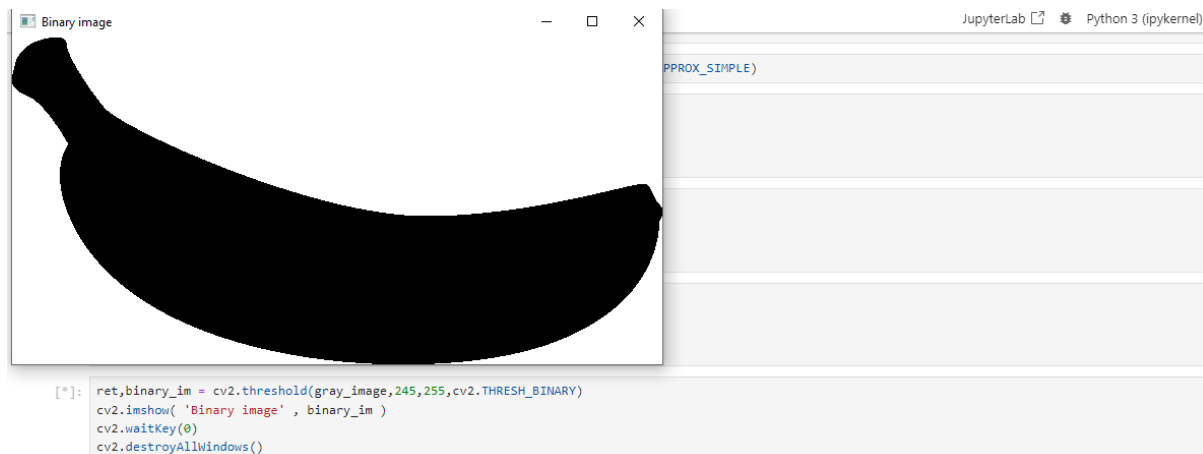 Binary image
JupyterLab Python 3 (ipykernel)
PPROX_SIMPLE)
[*]: ret,binary_im = cv2.threshold(gray_image,245,255,cv2.THRESH_BINARY)
cv2.imshow( 'Binary image' , binary_im )
cv2.waitKey(0)
cv2.destroyAllWindows()